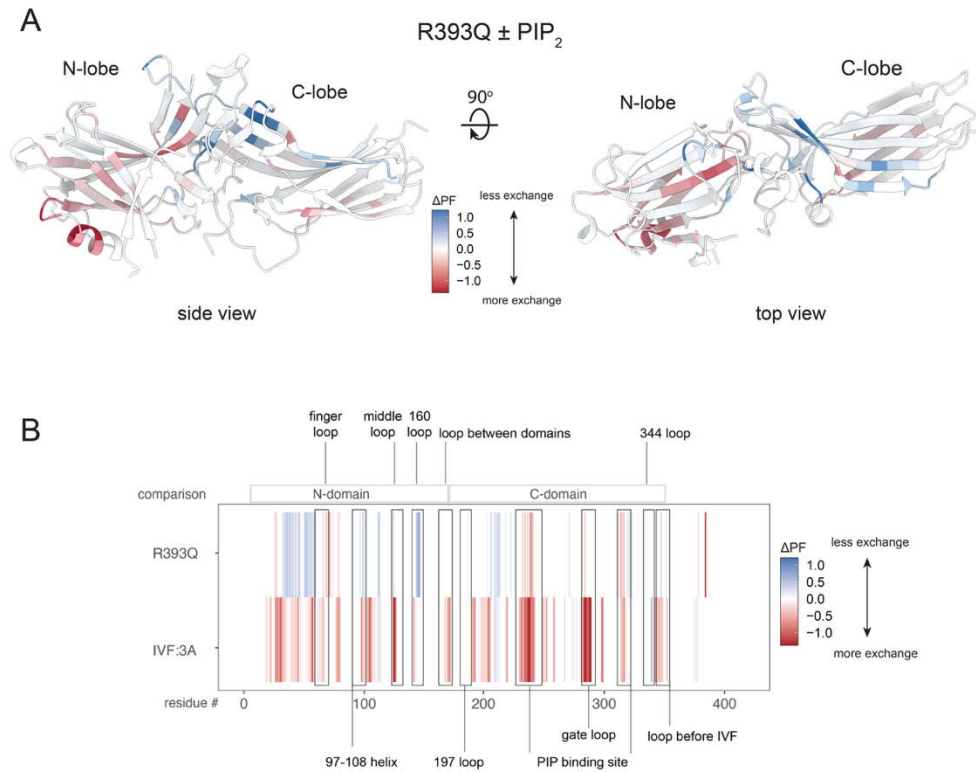 A
R393Q ± PIP2
N-lobe
C-lobe
90°
N-lobe
C-lobe
ΔPF
1.0
0.5
0.0
−0.5
−1.0
less exchange
more exchange
side view
top view
B
finger loop
middle loop
160 loop
loop between domains
344 loop
comparison
N-domain
C-domain
R393Q
IVF:3A
ΔPF
1.0
0.5
0.0
−0.5
−1.0
less exchange
more exchange
residue #
0
100
200
300
400
gate loop
loop before IVF
97-108 helix
197 loop
PIP binding site